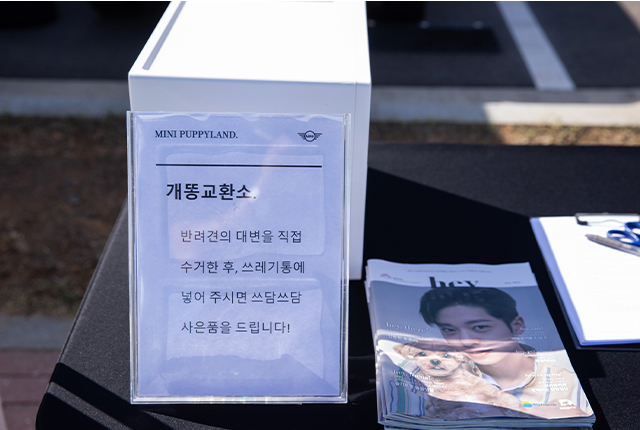 MINI PUPPYLAND.
MINI
개똥교환소.
반려견의 대변을 직접
수거한 후, 쓰레기통에
넣어 주시면 쓰담쓰담
사은품을 드립니다!
hey